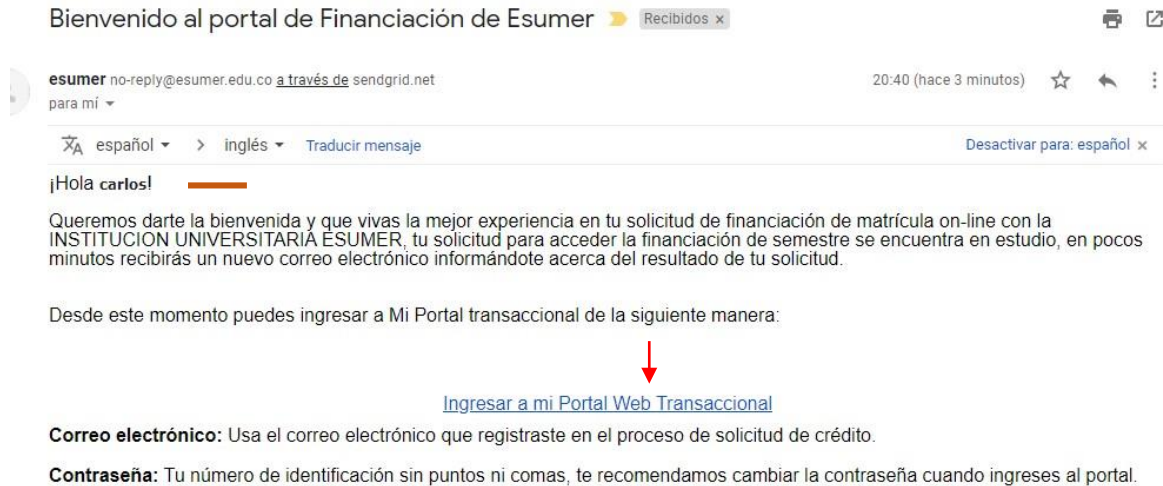 Bienvenido al portal de Financiación de Esumer Recibidos x
esumer no-reply@esumer.edu.co a través de sendgrid.net 20:40 (hace 3 minutos)
para mí
español > inglés Traducir mensaje Desactivar para: español x
¡Hola carlos!
Queremos darte la bienvenida y que vivas la mejor experiencia en tu solicitud de financiación de matrícula on-line con la
INSTITUCION UNIVERSITARIA ESUMER, tu solicitud para acceder la financiación de semestre se encuentra en estudio, en pocos
minutos recibirás un nuevo correo electrónico informándote acerca del resultado de tu solicitud.
Desde este momento puedes ingresar a Mi Portal transaccional de la siguiente manera:
Ingresar a mi Portal Web Transaccional
Correo electrónico: Usa el correo electrónico que registraste en el proceso de solicitud de crédito.
Contraseña: Tu número de identificación sin puntos ni comas, te recomendamos cambiar la contraseña cuando ingreses al portal.